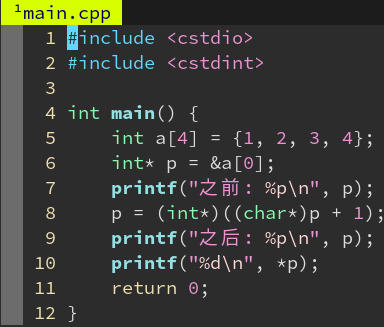 ¹main.cpp
1 #include <cstdio>
2 #include <cstdint>
3
4 int main() {
5     int a[4] = {1, 2, 3, 4};
6     int* p = &a[0];
7     printf("之前: %p\n", p);
8     p = (int*)((char*)p + 1);
9     printf("之后: %p\n", p);
10     printf("%d\n", *p);
11     return 0;
12 }